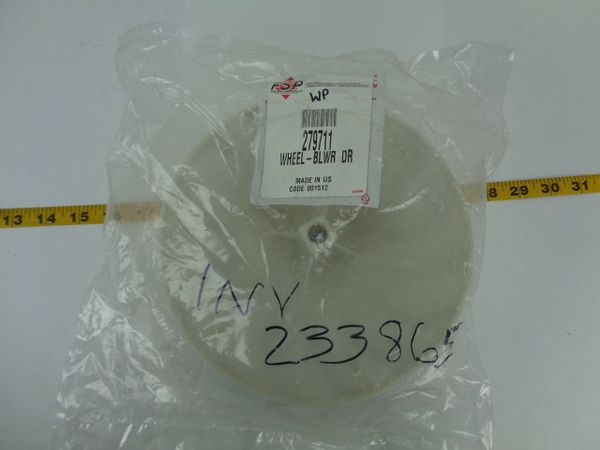 FSP
WP
279711
WHEEL-BLWR DR
MADE IN US
CODE 001512
INV
233865
13 14 15
8 29 30 31